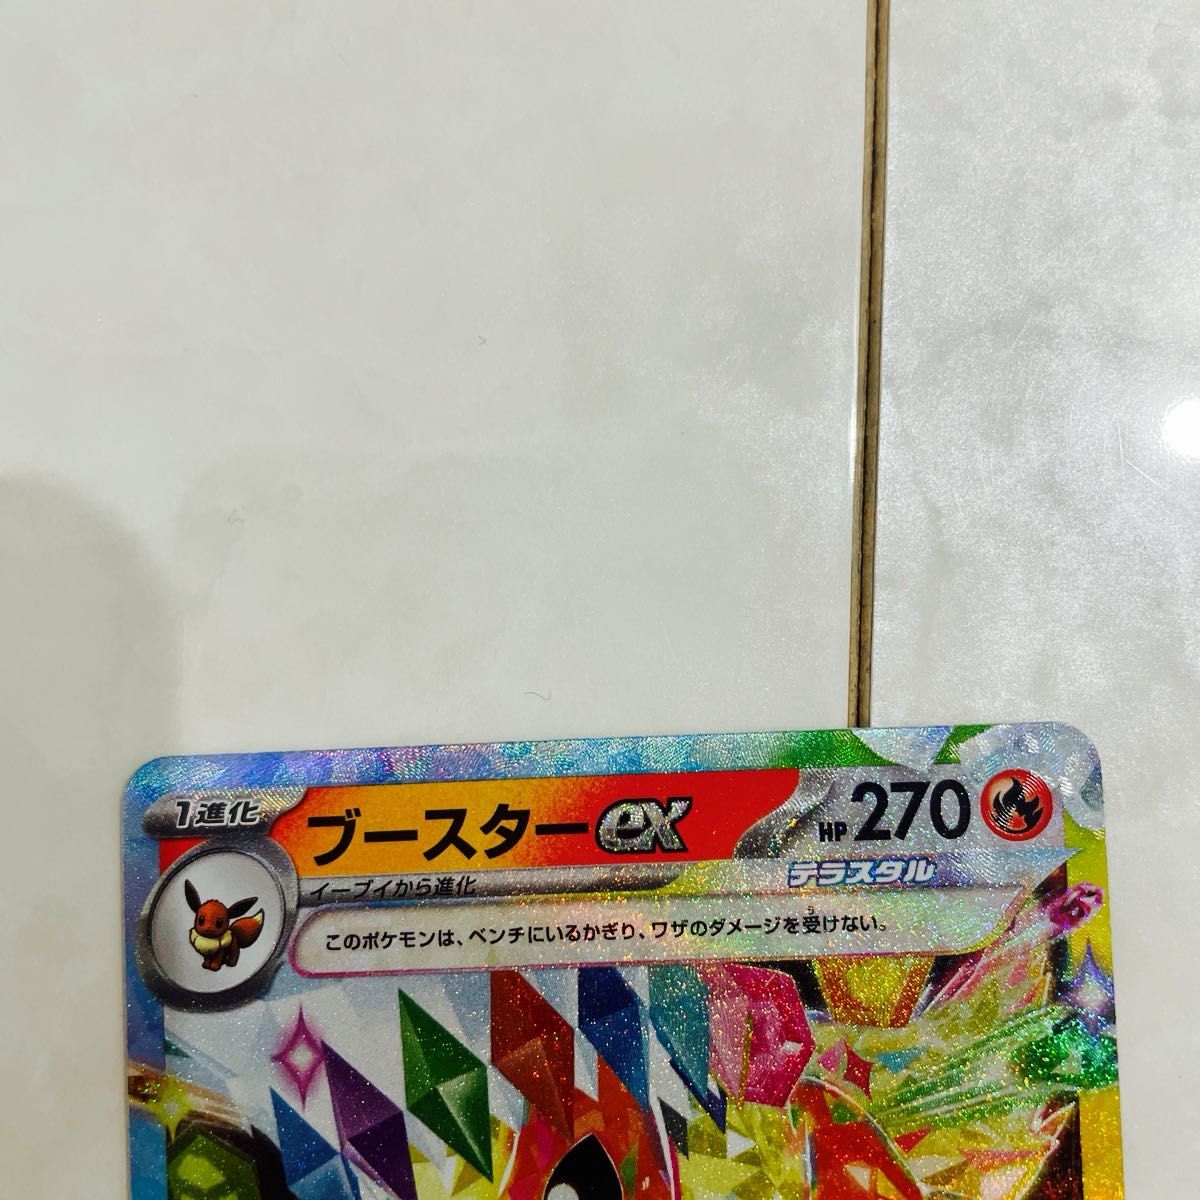 1進化
ブースターex
HP 270
イーブイから進化
テラスタル
このポケモンは、ベンチにいるかぎり、ワザのダメージを受けない。